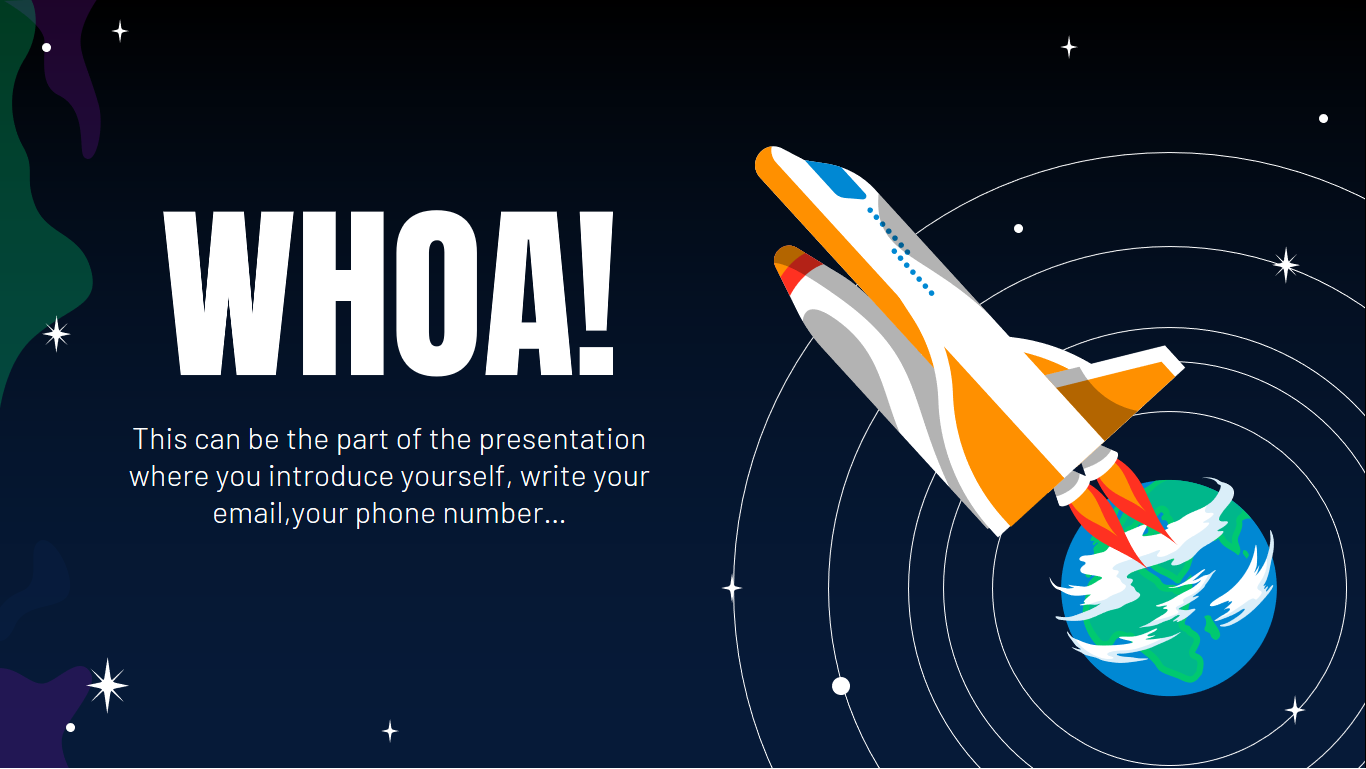 WHOA!
This can be the part of the presentation
where you introduce yourself, write your
email,your phone number...